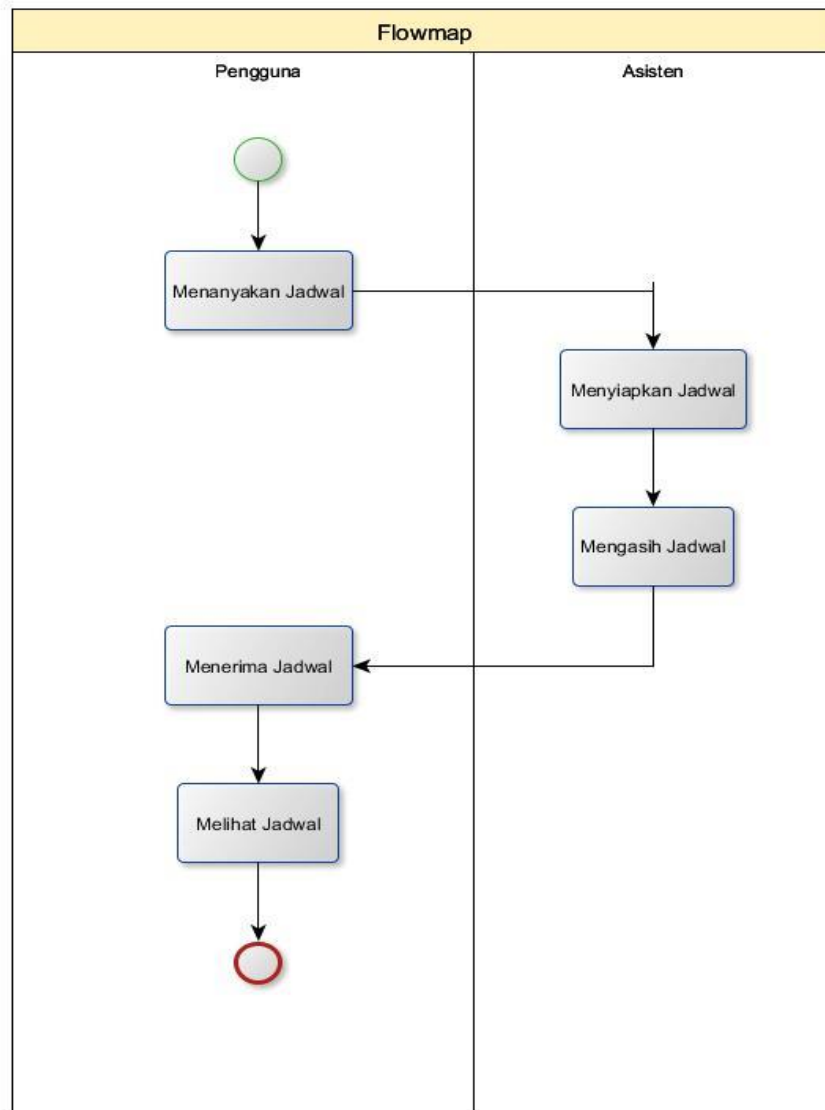 Flowmap
Pengguna
Asisten
Menanyakan Jadwal
Menyiapkan Jadwal
Mengasih Jadwal
Menerima Jadwal
Melihat Jadwal